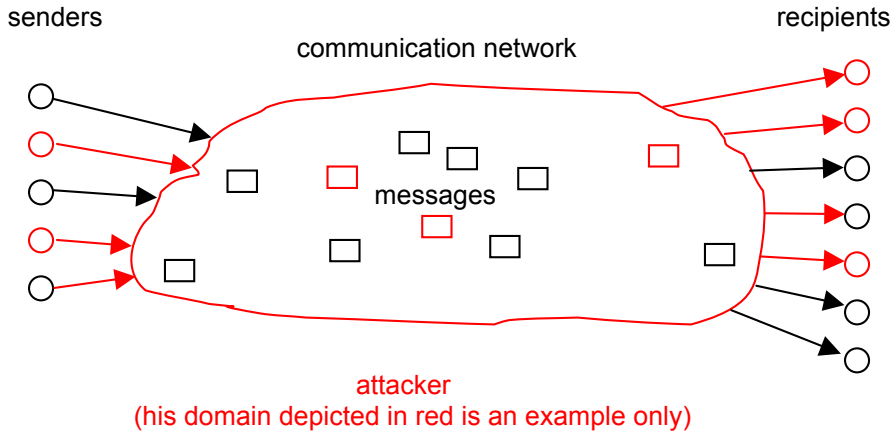 senders
recipients
communication network
messages
attacker
(his domain depicted in red is an example only)